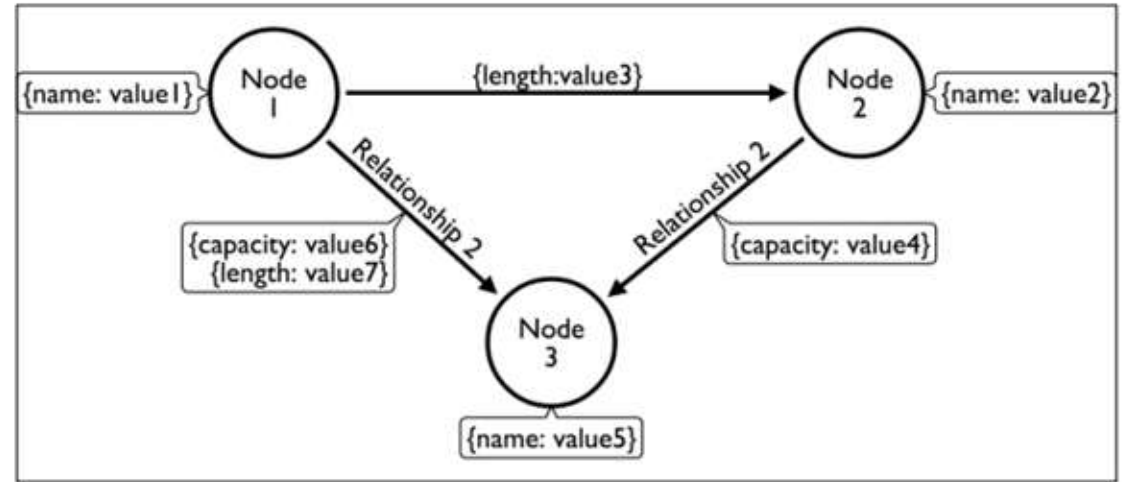 Node
1
{name: value1}
{length:value3}
Node
2
{name: value2}
Relationship 2
{capacity: value6}
{length: value7}
Relationship 2
{capacity: value4}
Node
3
{name: value5}